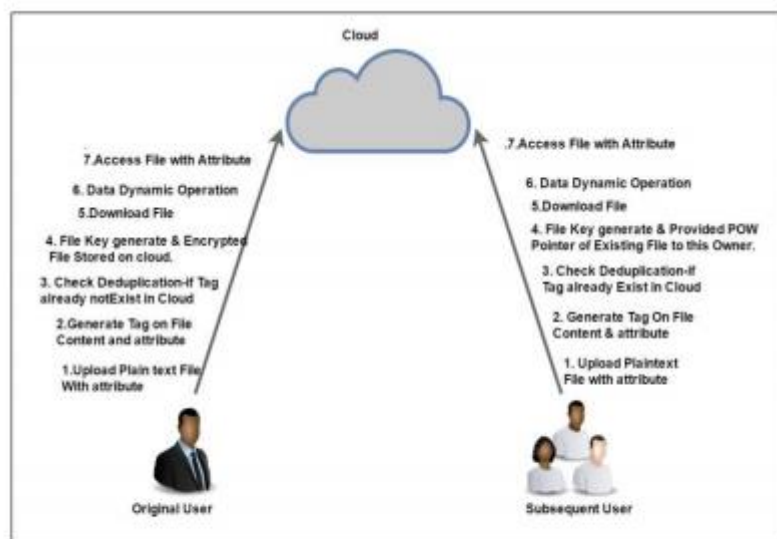 Cloud
7.Access File with Attribute
6. Data Dynamic Operation
5.Download File
4. File Key generate & Encrypted
File Stored on cloud.
3. Check Deduplication-if Tag
already notExist in Cloud
2.Generate Tag on File
Content and attribute
1.Upload Plain text File
With attribute
Original User
.7.Access File with Attribute
6. Data Dynamic Operation
5.Download File
4. File Key generate & Provided POW
Pointer of Existing File to this Owner.
3. Check Deduplication-If
Tag already Exist in Cloud
2. Generate Tag On File
Content & attribute
1. Upload Plaintext
File with attribute
Subsequent User